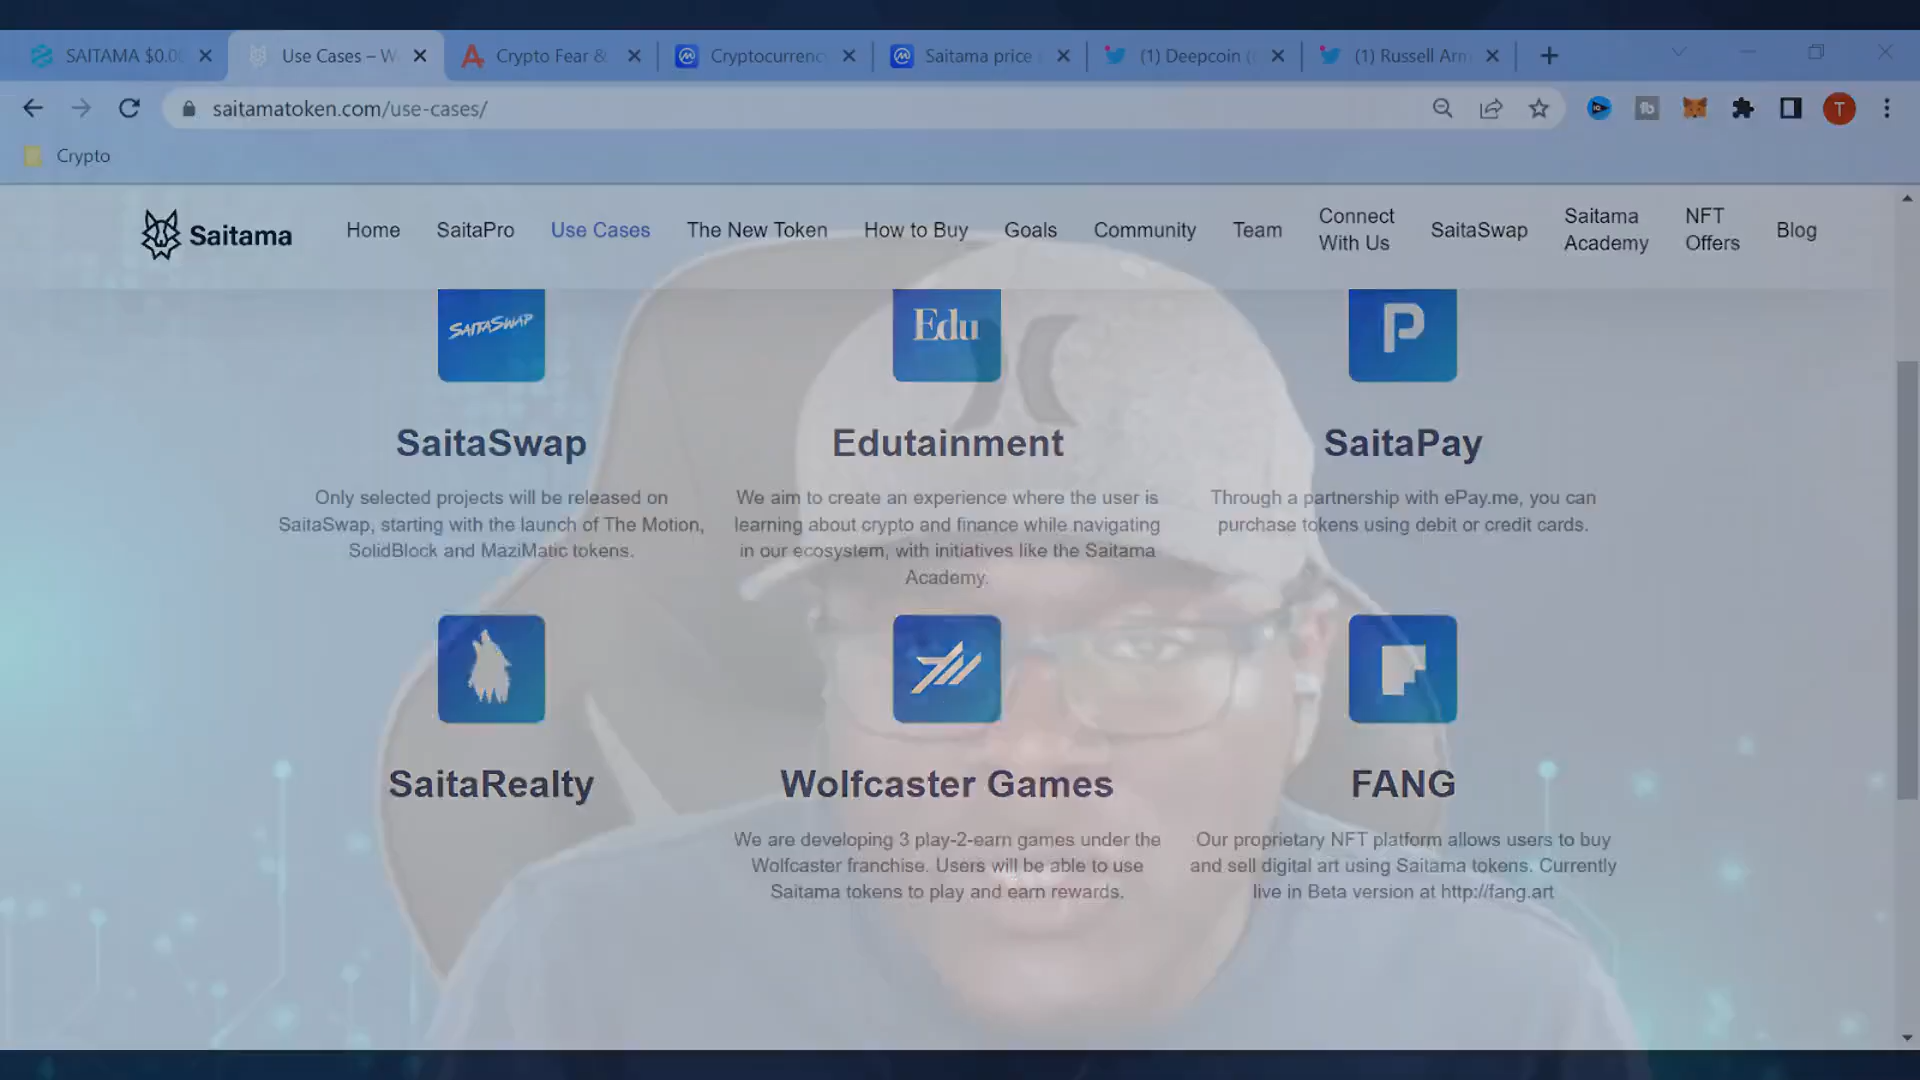 SAITAMA $0.0
Use Cases – W
Crypto Fear &
Cryptocurrenc
Saitama price
(1) Deepcoin (
(1) Russell Arm
saitamatoken.com/use-cases/
T
Crypto
Saitama
Home
SaitaPro
Use Cases
The New Token
How to Buy
Goals
Community
Team
Connect
With Us
SaitaSwap
Saitama
Academy
NFT
Offers
Blog
SAITASWAP
Edu
P
SaitaSwap
Only selected projects will be released on
SaitaSwap, starting with the launch of The Motion,
SolidBlock and MaziMatic tokens.
Edutainment
We aim to create an experience where the user is
learning about crypto and finance while navigating
in our ecosystem, with initiatives like the Saitama
Academy.
SaitaPay
Through a partnership with ePay.me, you can
purchase tokens using debit or credit cards.
SaitaRealty
Wolfcaster Games
We are developing 3 play-2-earn games under the
Wolfcaster franchise. Users will be able to use
Saitama tokens to play and earn rewards.
FANG
Our proprietary NFT platform allows users to buy
and sell digital art using Saitama tokens. Currently
live in Beta version at http://fang.art